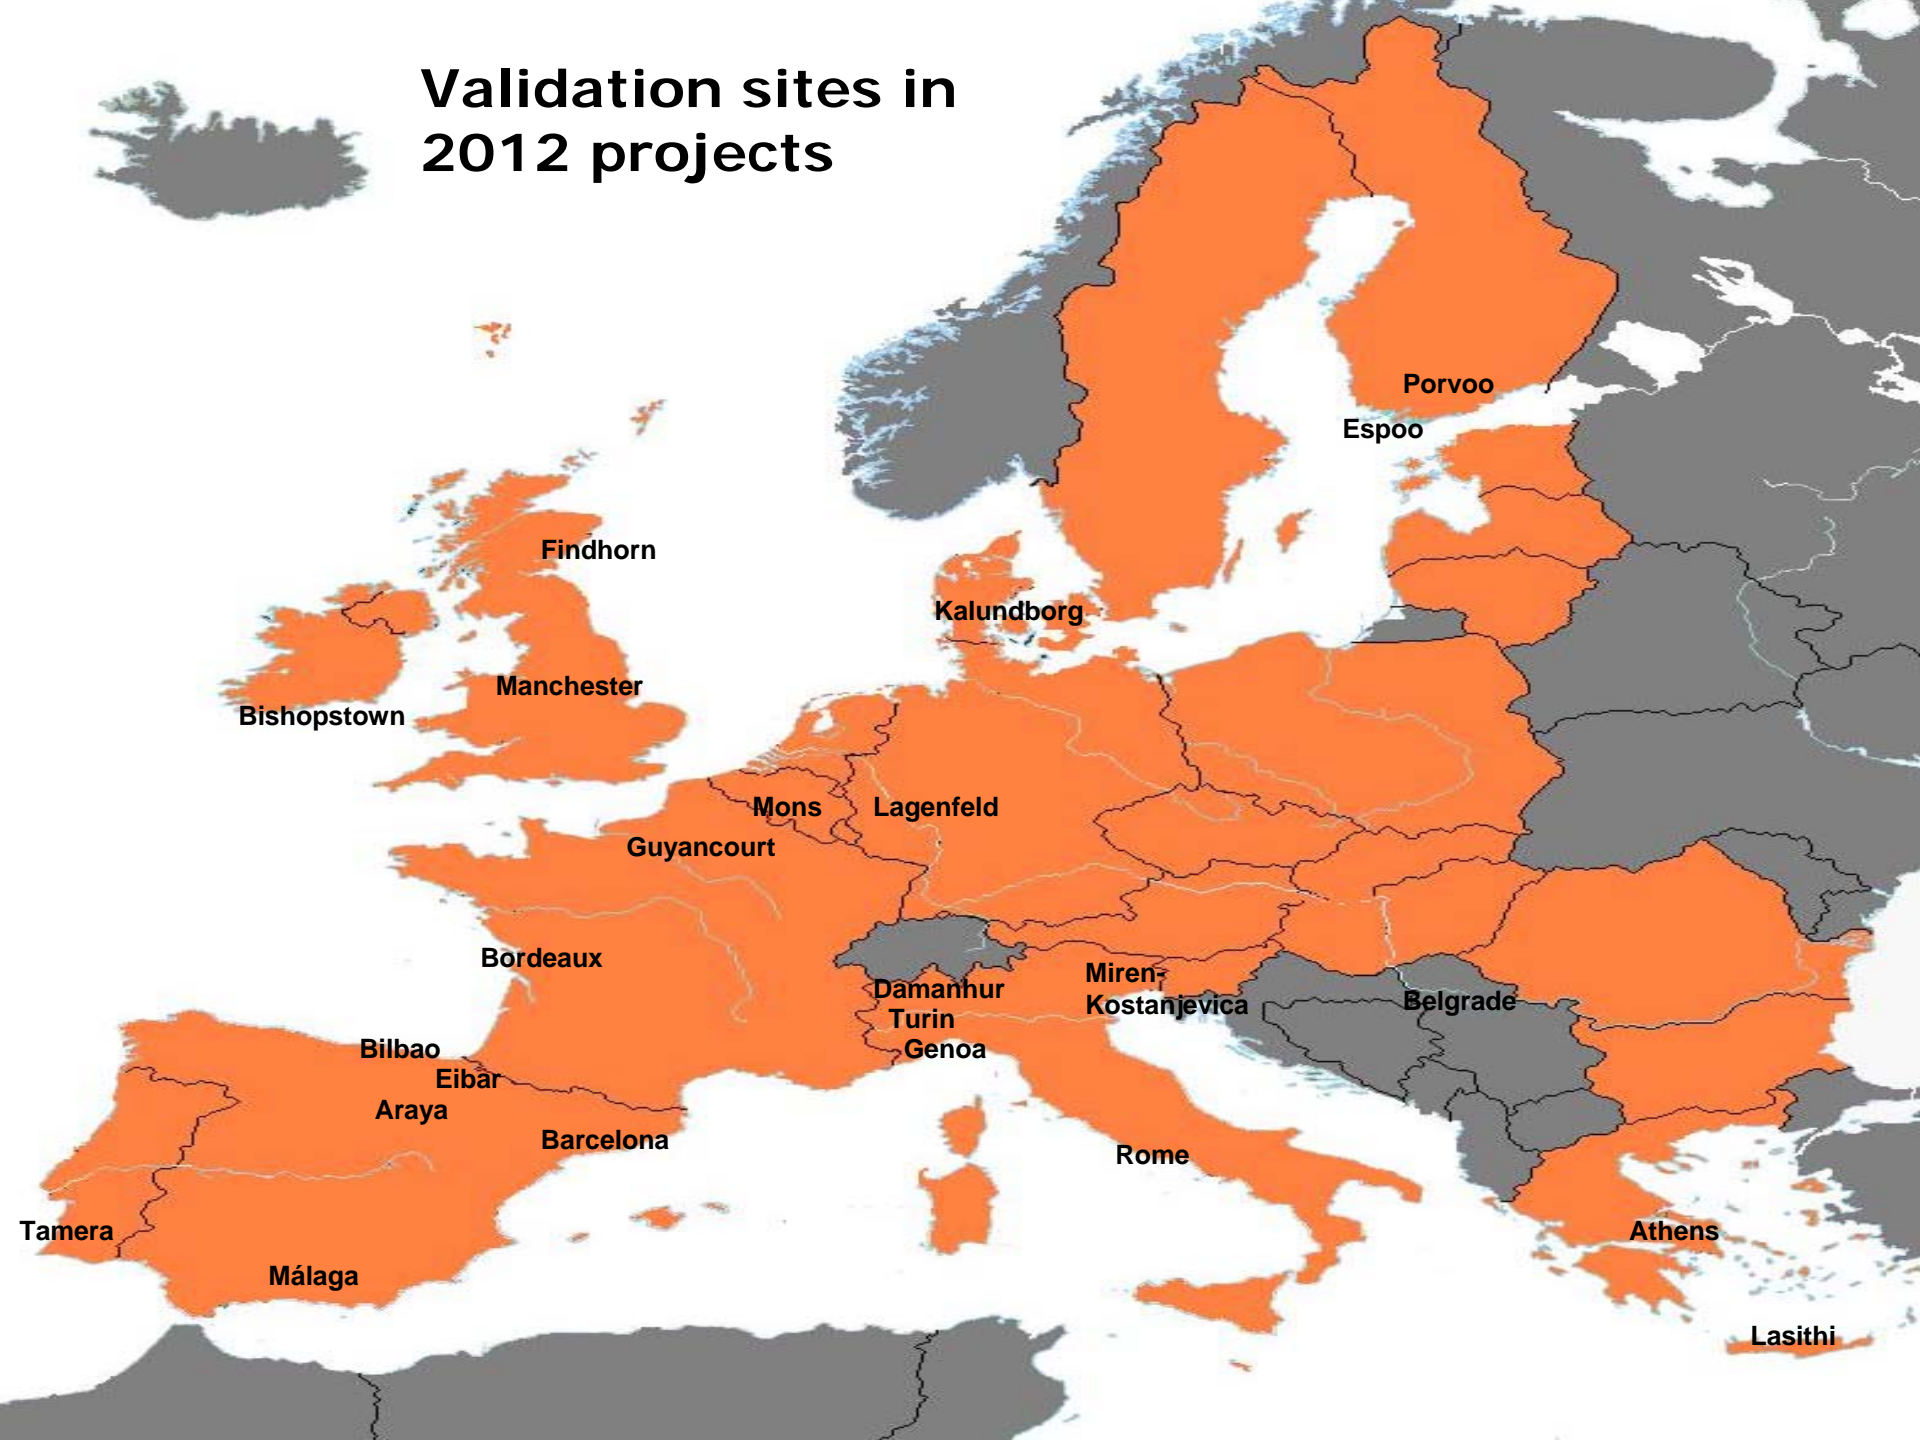 Validation sites in
2012 projects
Porvoo
Espoo
Findhorn
Kalundborg
Manchester
Bishopstown
Mons
Lagenfeld
Guyancourt
Bordeaux
Miren-
Kostanjevica
Damanhur
Turin
Genoa
Belgrade
Bilbao
Eibar
Araya
Barcelona
Rome
Tamera
Athens
Málaga
Lasithi